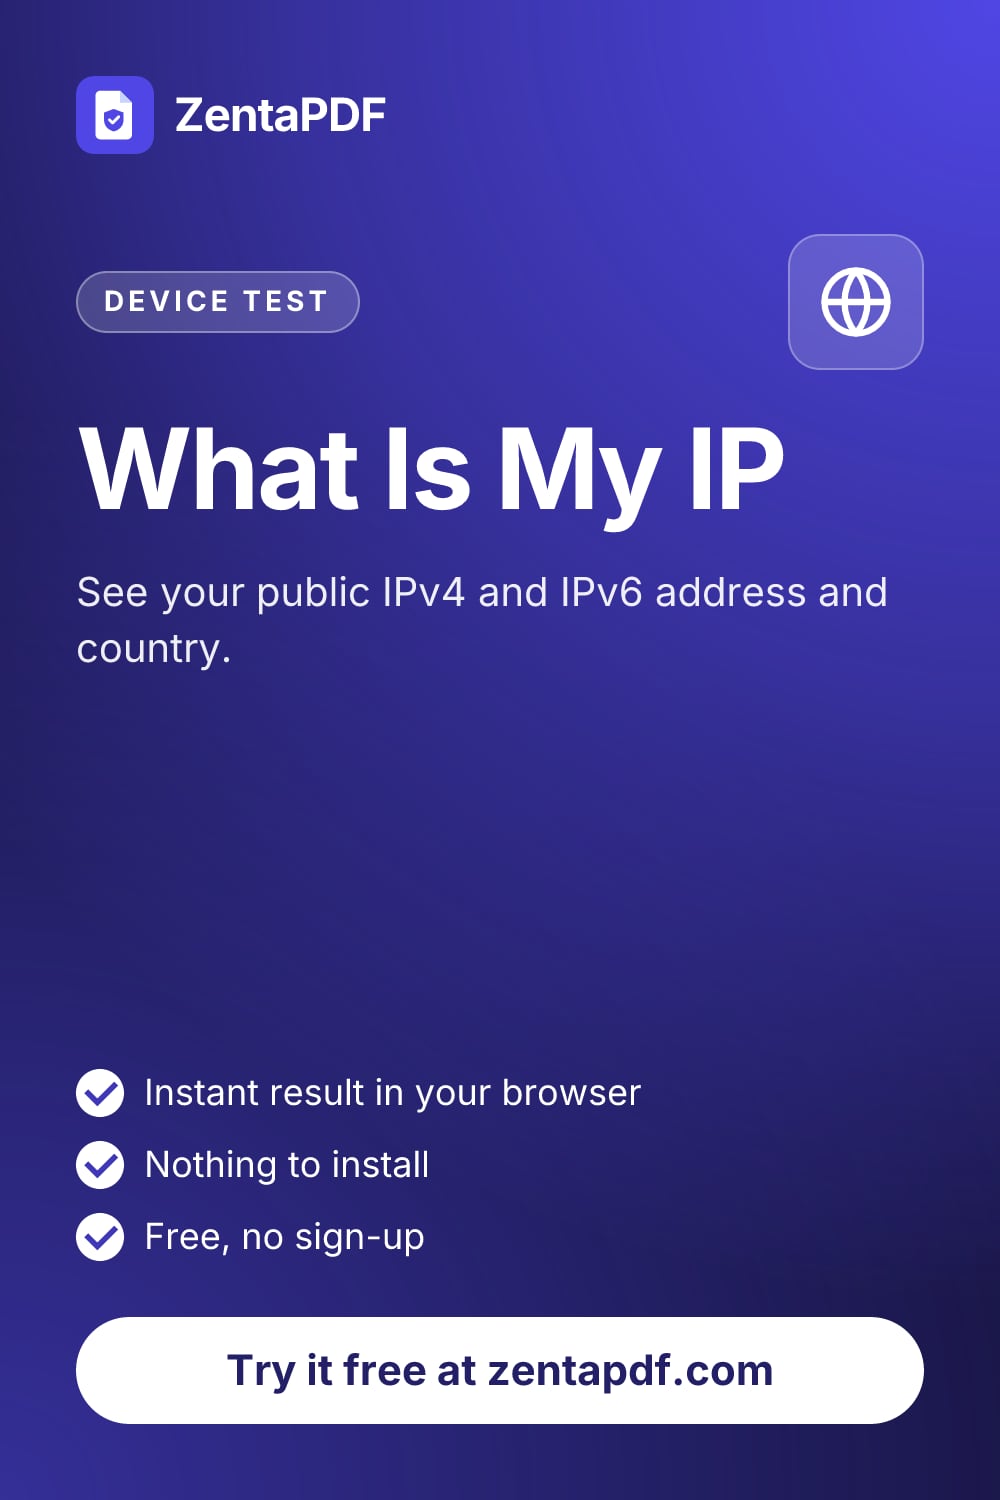 ZentaPDF
DEVICE TEST
What Is My IP
See your public IPv4 and IPv6 address and
country.
Instant result in your browser
Nothing to install
Free, no sign-up
Try it free at zentapdf.com